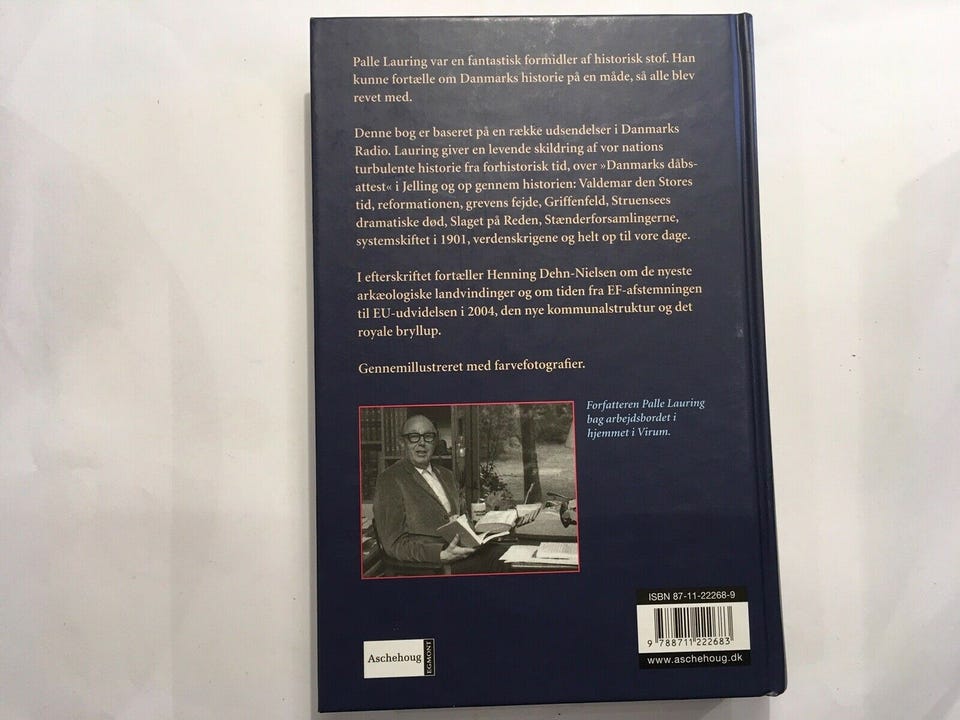 Palle Lauring var en fantastisk formidler af historisk stof. Han
kunne fortælle om Danmarks historie på en måde, så alle blev
revet med.
Denne bog er baseret på en række udsendelser i Danmarks
Radio. Lauring giver en levende skildring af vor nations
turbulente historie fra forhistorisk tid, over »Danmarks dåbs-
attest« i Jelling og op gennem historien: Valdemar den Stores
tid, reformationen, grevens fejde, Griffenfeld, Struensees
dramatiske død, Slaget på Reden, Stænderforsamlingerne,
systemskiftet i 1901, verdenskrigene og helt op til vore dage.
I efterskriftet fortæller Henning Dehn-Nielsen om de nyeste
arkæologiske landvindinger og om tiden fra EF-afstemningen
til EU-udvidelsen i 2004, den nye kommunalstruktur og det
royale bryllup.
Gennemillustreret med farvefotografier.
Forfatteren Palle Lauring
bag arbejdsbordet i
hjemmet i Virum.
ISBN 87-11-22268-9
9 788711 222683
www.aschehoug.dk
Aschehoug
EGMONT